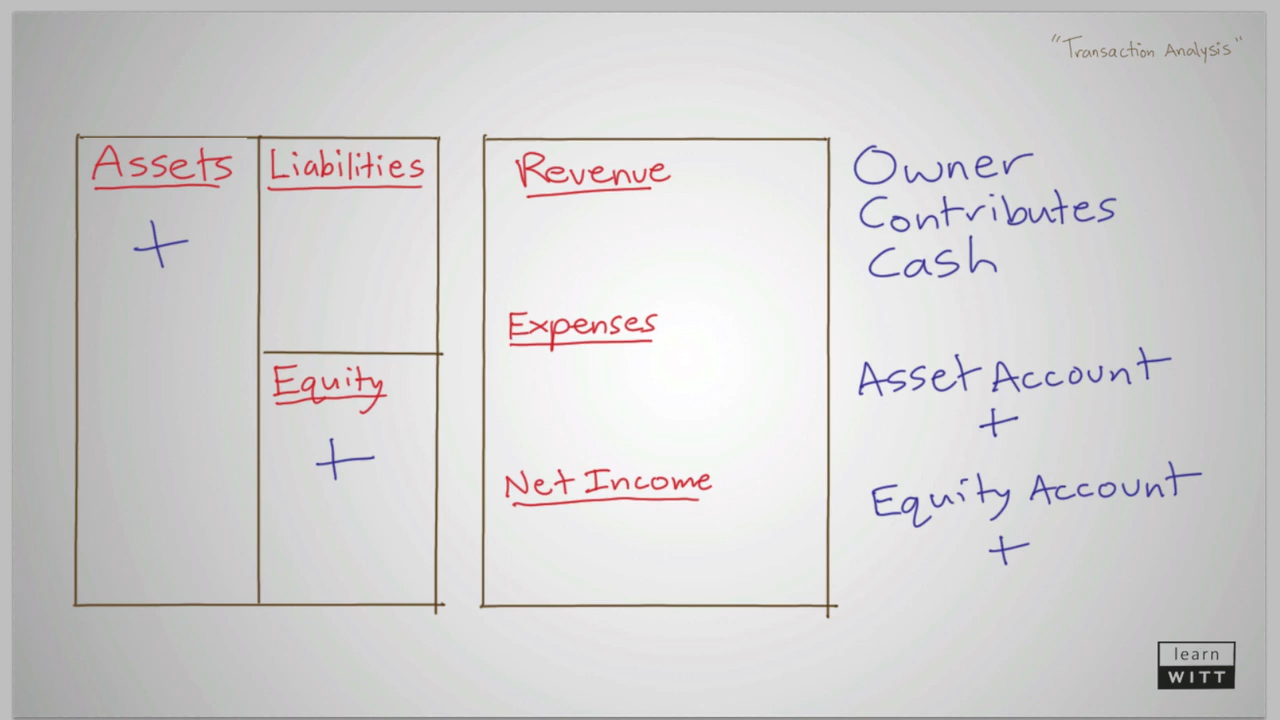 "Transaction Analysis"
Assets
+
Liabilities
Equity
+
Revenue
Expenses
Net Income
Owner
Contributes
Cash
Asset Account
+
Equity Account
+
learn
WITT